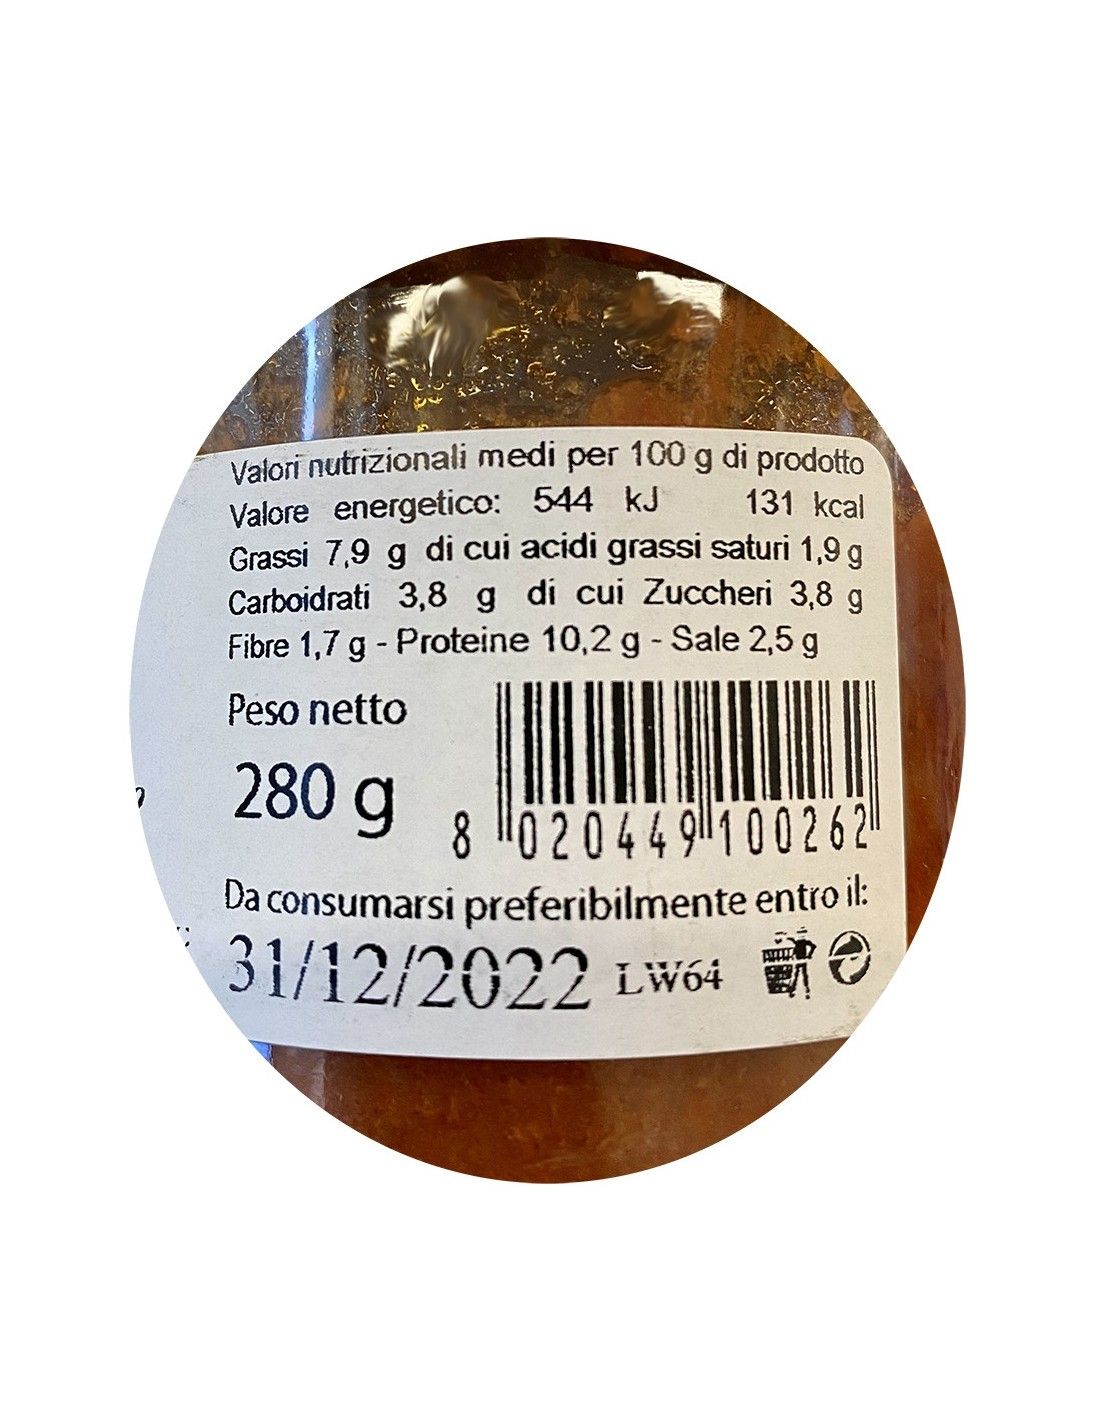 Valori nutrizionali medi per 100 g di prodotto
Valore energetico: 544 kJ 131 kcal
Grassi 7,9 g di cui acidi grassi saturi 1,9 g
Carboidrati 3,8 g di cui Zuccheri 3,8 g
Fibre 1,7 g - Proteine 10,2 g - Sale 2,5 g
Peso netto
280 g
8 020449 100262
Da consumarsi preferibilmente entro il:
31/12/2022 LW64